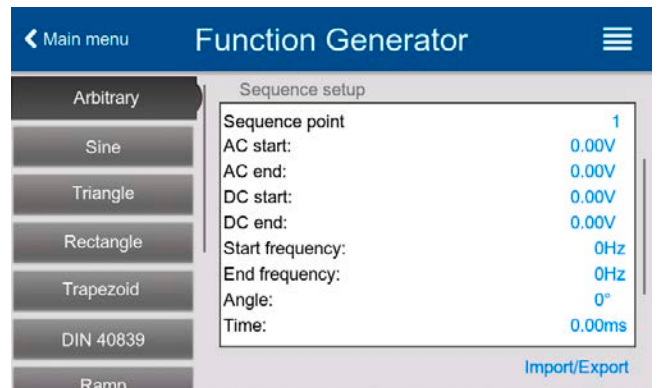 Main menu
Function Generator
Arbitrary
Sine
Triangle
Rectangle
Trapezoid
DIN 40839
Ramp
Sequence setup
Sequence point 1
AC start: 0.00V
AC end: 0.00V
DC start: 0.00V
DC end: 0.00V
Start frequency: 0Hz
End frequency: 0Hz
Angle: 0°
Time: 0.00ms
Import/Export